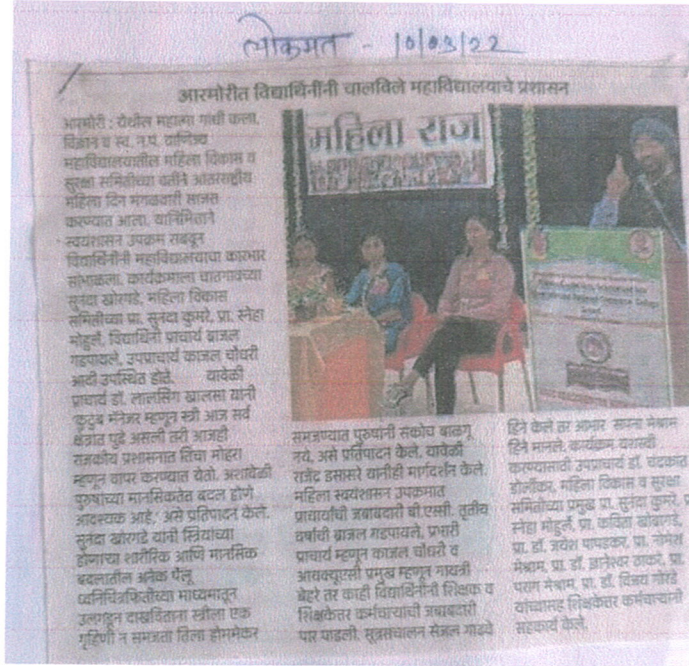 लोकमत - 10/03/22
आरमोरीत विद्यार्थिनींनी चालविले महाविद्यालयाचे प्रशासन
आरमोरी : येथील महात्मा गांधी कला,
विज्ञान व स्व. न.पं. वाणिज्य
महाविद्यालयातील महिला विकास व
सुरक्षा समितीच्या वतीने आंतरराष्ट्रीय
महिला दिन मंगळवारी साजरा
करण्यात आला. यानिमित्ताने
स्वयंशासन उपक्रम राबवून
विद्यार्थिनींनी महाविद्यालयाचा कारभार
सांभाळला. कार्यक्रमाला चातगावच्या
सुनंदा खोरगडे, महिला विकास
समितीच्या प्रा. सुनंदा कुमरे, प्रा. स्नेहा
मोहुर्ले, विद्यार्थिनी प्राचार्य ब्राजल
गडपायले, उपप्राचार्य काजल चौधरी
आदी उपस्थित होते. यावेळी
प्राचार्य डॉ. लालसिंग खालसा यांनी
'कुटुंब मॅनेजर म्हणून स्त्री आज सर्व
क्षेत्रात पुढे असली तरी आजही
राजकीय प्रशासनात तिचा मोहरा
म्हणून वापर करण्यात येतो. अशावेळी
पुरुषांच्या मानसिकतेत बदल होणे
आवश्यक आहे,' असे प्रतिपादन केले.
सुनंदा खोरगडे यांनी स्त्रियांच्या
होणाऱ्या शारीरिक आणि मानसिक
बदलातील अनेक पैलू
ध्वनिचित्रफितीच्या माध्यमातून
उलगडून दाखविताना स्त्रीला एक
गृहिणी न समजता तिला होममेकर
महिला राज
समजण्यात पुरुषांनी संकोच बाळगू
नये, असे प्रतिपादन केले. यावेळी
राजेंद्र इसासरे यांनीही मार्गदर्शन केले.
महिला स्वयंशासन उपक्रमात
प्राचार्यांची जबाबदारी बी.एससी. तृतीय
वर्षाची ब्राजल गडपायले, प्रभारी
प्राचार्य म्हणून काजल चौधरी व
आयक्यूएसी प्रमुख म्हणून गायत्री
बेहरे तर काही विद्यार्थिनींनी शिक्षक व
शिक्षकेतर कर्मचाऱ्यांची जबाबदारी
पार पाडली. सूत्रसंचालन सेजल गाढवे
हिने केले तर आभार सपना मेश्राम
हिने मानले. कार्यक्रम यशस्वी
करण्यासाठी उपप्राचार्य डॉ. चंद्रकांत
डोर्लीकर, महिला विकास व सुरक्षा
समितीच्या प्रमुख प्रा. सुनंदा कुमरे,
स्नेहा मोहुर्ले, प्रा. कविता खोबागडे,
प्रा. डॉ. जयेश पापडकर, प्रा. नोमेश
मेश्राम, प्रा. डॉ. ज्ञानेश्वर ठाकरे, प्रा.
पराग मेश्राम, प्रा. डॉ. विजय गोरडे
यांच्यासह शिक्षकेतर कर्मचाऱ्यांनी
सहकार्य केले.